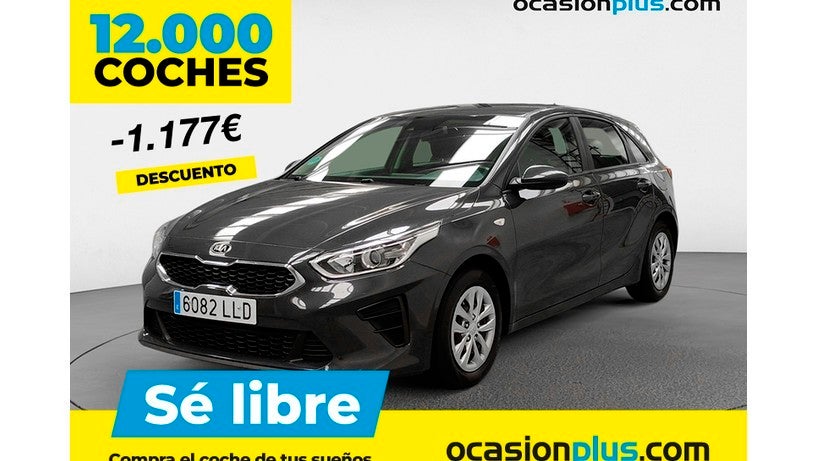 12.000
COCHES
ocasionplus.com
-1.177€
DESCUENTO
KIA
6082 LLD
Sé libre
Compra el coche de tus sueños
ocasionplus.com